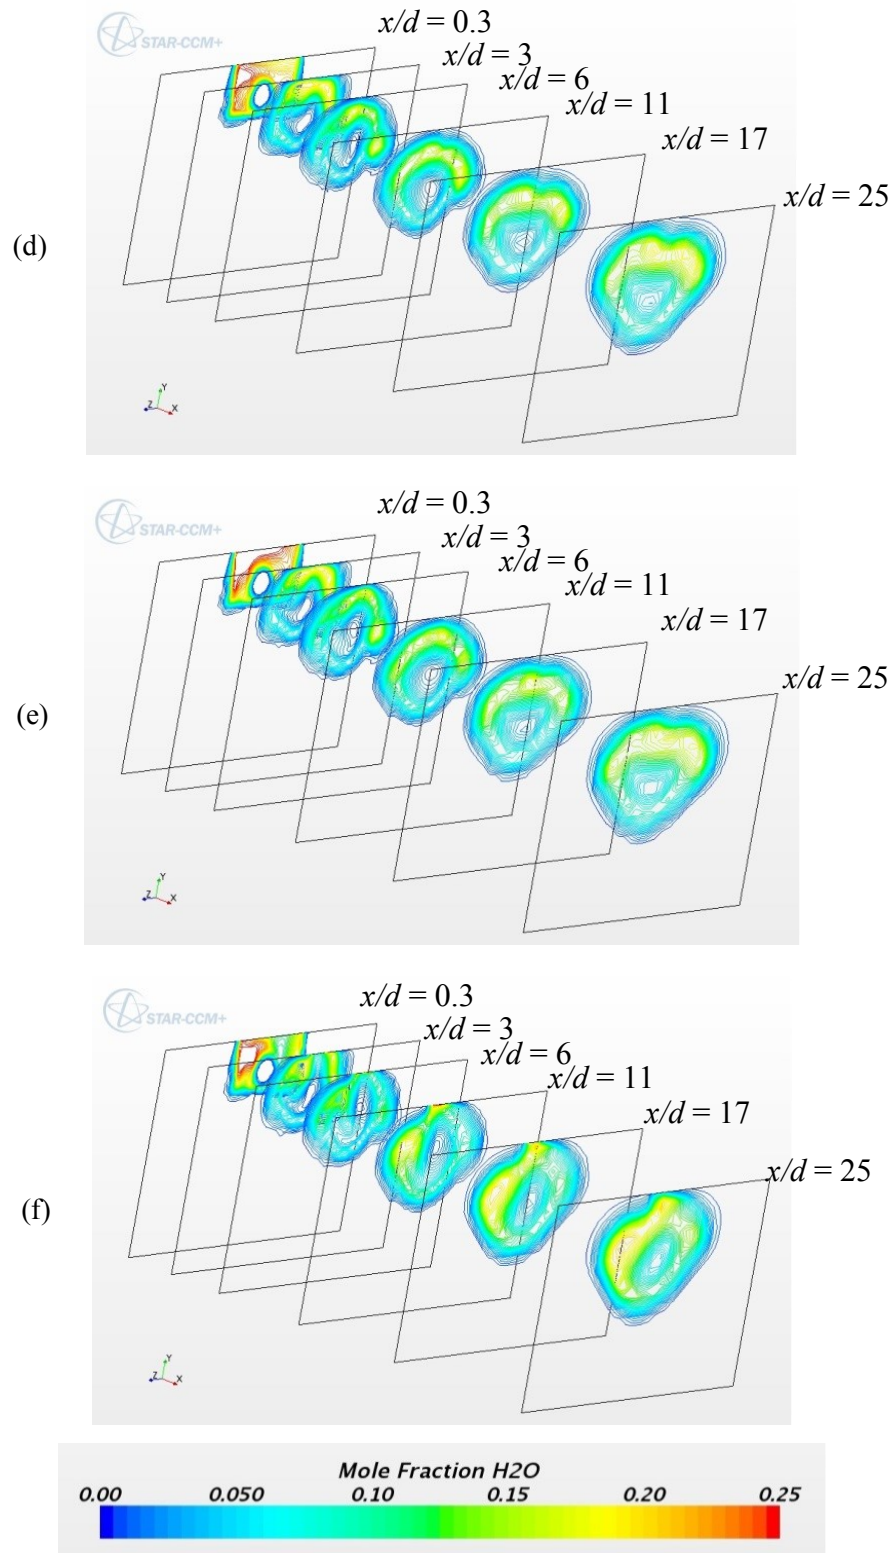 STAR-CCM+
x/d = 0.3
x/d = 3
x/d = 6
x/d = 11
x/d = 17
x/d = 25
(d)
Y
Z
X
STAR-CCM+
x/d = 0.3
x/d = 3
x/d = 6
x/d = 11
x/d = 17
x/d = 25
(e)
Y
Z
X
STAR-CCM+
x/d = 0.3
x/d = 3
x/d = 6
x/d = 11
x/d = 17
x/d = 25
(f)
Y
Z
X
Mole Fraction H2O
0.00 0.050 0.10 0.15 0.20 0.25